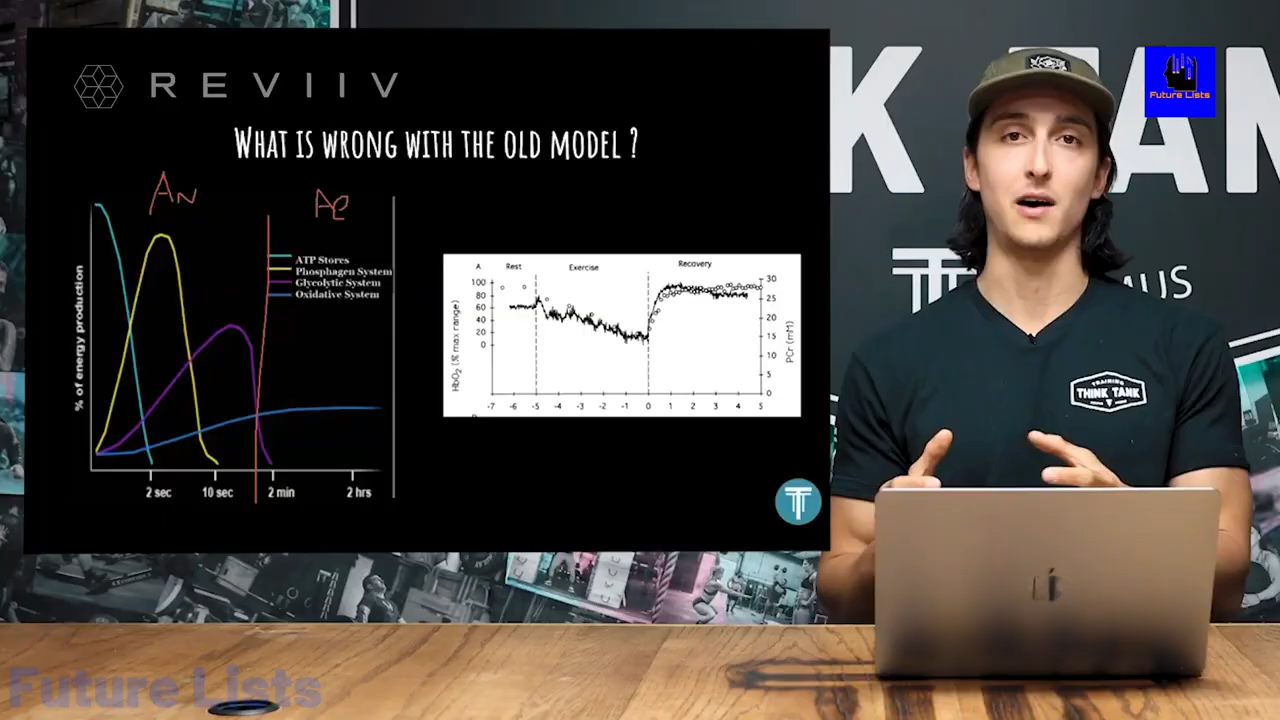 REVIIV
WHAT IS WRONG WITH THE OLD MODEL ?
An
Ae
ATP Stores
Phosphagen System
Glycolytic System
Oxidative System
% of energy production
2 sec
10 sec
2 min
2 hrs
A
Rest
Exercise
Recovery
100
80
60
40
20
0
HbO2 (% max range)
30
25
20
15
10
5
0
PCr (mM)
-7 -6 -5 -4 -3 -2 -1 0 1 2 3 4 5
K TAN
MUS
Future Lists
TRAINING
THINK TANK
Future Lists